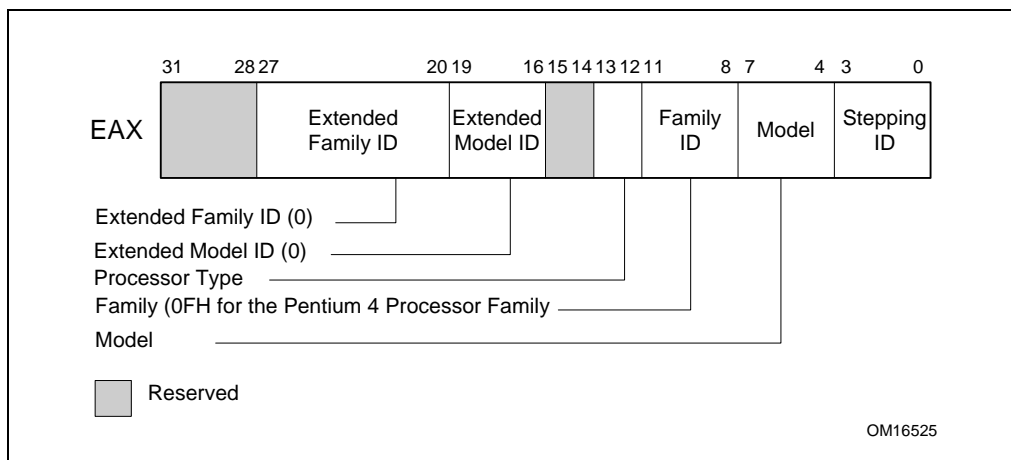 31 28 27 20 19 16 15 14 13 12 11 8 7 4 3 0
EAX
Extended
Family ID
Extended
Model ID
Family
ID
Model
Stepping
ID
Extended Family ID (0)
Extended Model ID (0)
Processor Type
Family (0FH for the Pentium 4 Processor Family
Model
Reserved
OM16525